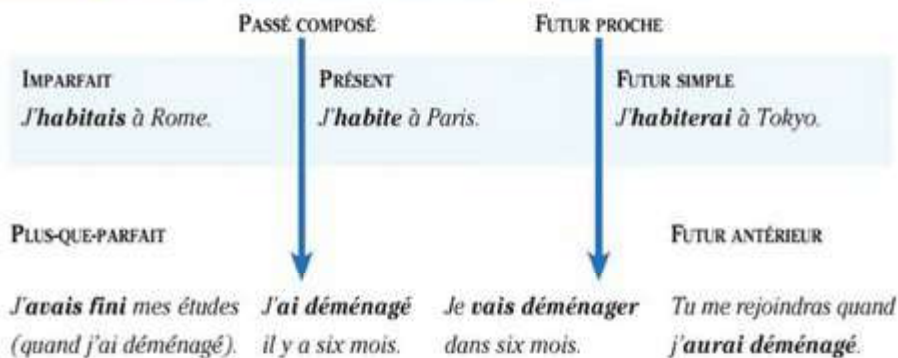 PASSÉ COMPOSÉ FUTUR PROCHE
IMPARFAIT PRÉSENT FUTUR SIMPLE
J'habitais à Rome. J'habite à Paris. J'habiterai à Tokyo.
PLUS-QUE-PARFAIT FUTUR ANTÉRIEUR
J'avais fini mes études J'ai déménagé Je vais déménager Tu me rejoindras quand
(quand j'ai déménagé). il y a six mois. dans six mois. j'aurai déménagé.